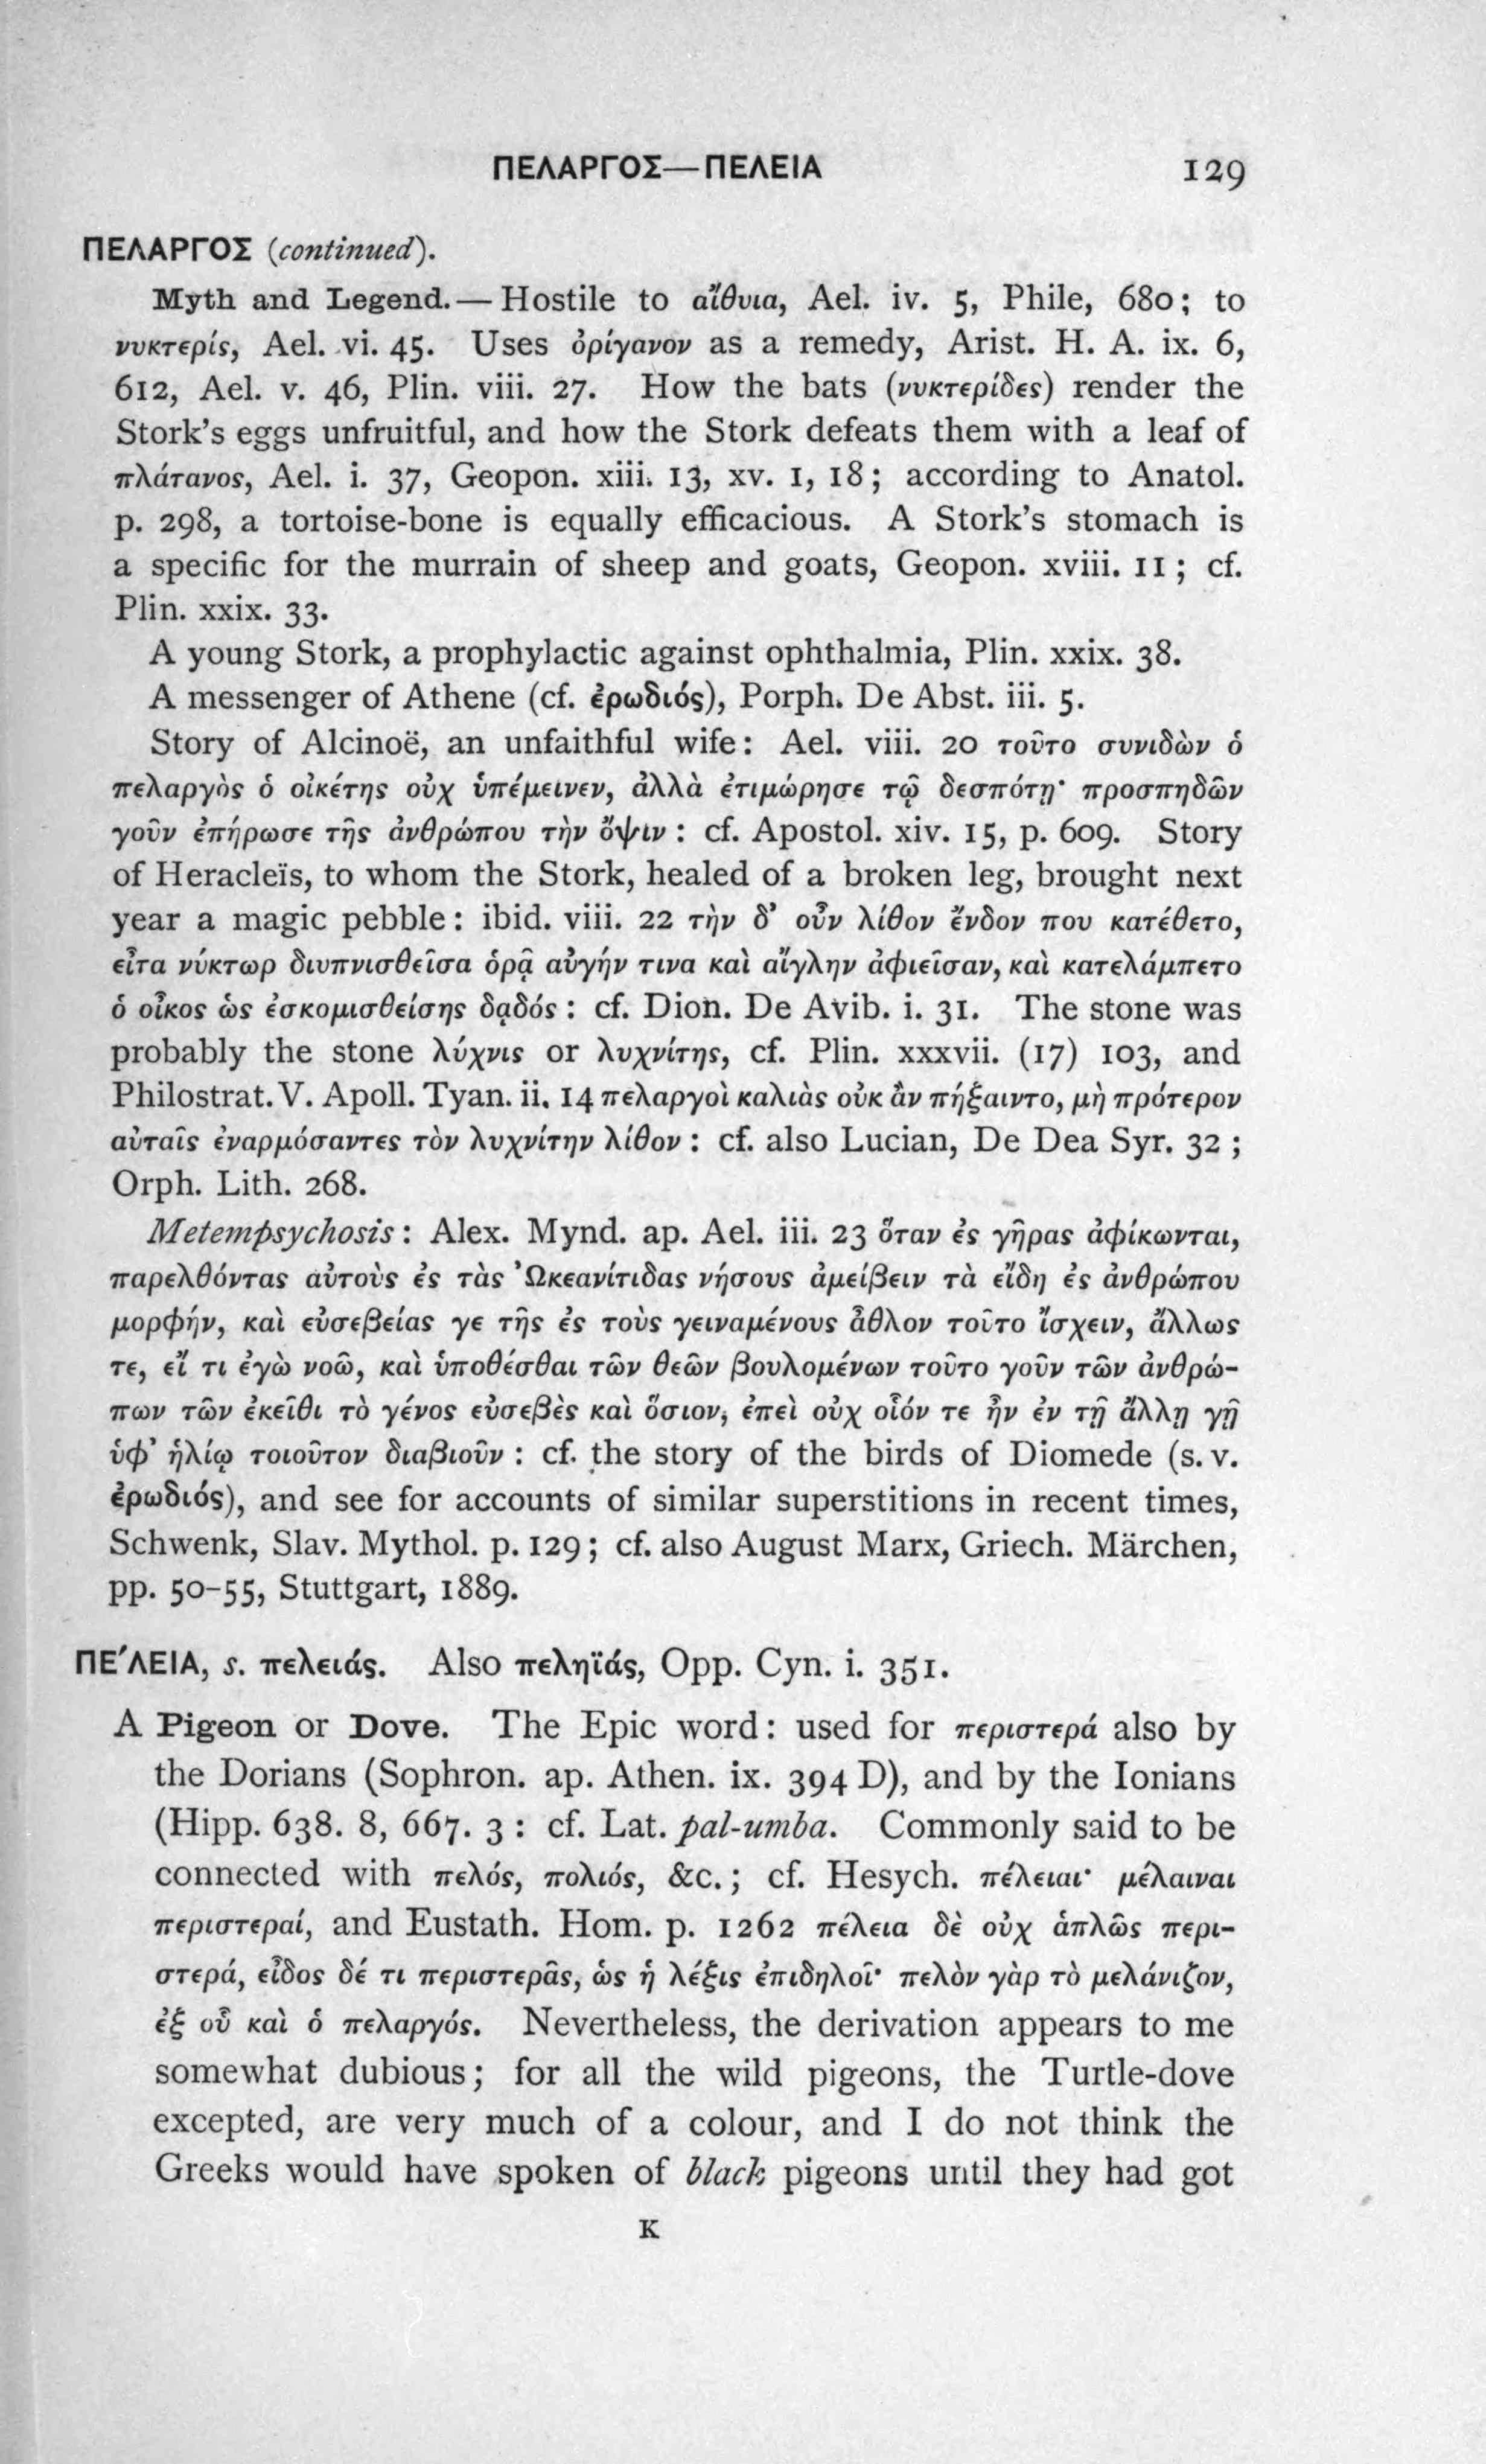 ΠΕΛΑΡΓΟΣ—ΠΕΛΕΙΑ 129
ΠΕΛΑΡΓΟΣ (continued).
Myth and Legend.— Hostile to αἴθυια, Ael. iv. 5, Phile, 680; to
νυκτερίς, Ael. vi. 45. Uses ὀρίγανον as a remedy, Arist. H. A. ix. 6,
612, Ael. v. 46, Plin. viii. 27. How the bats (νυκτερίδες) render the
Stork's eggs unfruitful, and how the Stork defeats them with a leaf of
πλάτανος, Ael. i. 37, Geopon. xiii. 13, xv. 1, 18; according to Anatol.
p. 298, a tortoise-bone is equally efficacious. A Stork's stomach is
a specific for the murrain of sheep and goats, Geopon. xviii. 11; cf.
Plin. xxix. 33.
A young Stork, a prophylactic against ophthalmia, Plin. xxix. 38.
A messenger of Athene (cf. ἐρωδιός), Porph. De Abst. iii. 5.
Story of Alcinoë, an unfaithful wife: Ael. viii. 20 τοῦτο συνιδὼν ὁ
πελαργὸς ὁ οἰκέτης οὐχ ὑπέμεινεν, ἀλλὰ ἐτιμώρησε τῷ δεσπότῃ· προσπηδῶν
γοῦν ἐπήρωσε τῆς ἀνθρώπου τὴν ὄψιν : cf. Apostol. xiv. 15, p. 609. Story
of Heracleïs, to whom the Stork, healed of a broken leg, brought next
year a magic pebble: ibid. viii. 22 τὴν δ' οὖν λίθον ἔνδον που κατέθετο,
εἶτα νύκτωρ διυπνισθεῖσα ὁρᾷ αὐγήν τινα καὶ αἴγλην ἀφιεῖσαν, καὶ κατελάμπετο
ὁ οἶκος ὡς ἐσκομισθείσης δᾳδός : cf. Dion. De Avib. i. 31. The stone was
probably the stone λύχνις or λυχνίτης, cf. Plin. xxxvii. (17) 103, and
Philostrat. V. Apoll. Tyan. ii. 14 πελαργοὶ καλιὰς οὐκ ἂν πήξαιντο, μὴ πρότερον
αὐταῖς ἐναρμόσαντες τὸν λυχνίτην λίθον : cf. also Lucian, De Dea Syr. 32 ;
Orph. Lith. 268.
Metempsychosis: Alex. Mynd. ap. Ael. iii. 23 ὅταν ἐς γῆρας ἀφίκωνται,
παρελθόντας αὐτοὺς ἐς τὰς Ὠκεανίτιδας νήσους ἀμείβειν τὰ εἴδη ἐς ἀνθρώπου
μορφήν, καὶ εὐσεβείας γε τῆς ἐς τοὺς γειναμένους ἆθλον τοῦτο ἴσχειν, ἄλλως
τε, εἴ τι ἐγὼ νοῶ, καὶ ὑποθέσθαι τῶν θεῶν βουλομένων τοῦτο γοῦν τῶν ἀνθρώ-
πων τῶν ἐκεῖθι τὸ γένος εὐσεβὲς καὶ ὅσιον, ἐπεὶ οὐχ οἷόν τε ἦν ἐν τῇ ἄλλῃ γῇ
ὑφ' ἡλίῳ τοιοῦτον διαβιοῦν : cf. the story of the birds of Diomede (s. v.
ἐρωδιός), and see for accounts of similar superstitions in recent times,
Schwenk, Slav. Mythol. p. 129; cf. also August Marx, Griech. Märchen,
pp. 50-55, Stuttgart, 1889.
ΠΕ΄ΛΕΙΑ, s. πελειάς. Also πεληϊάς, Opp. Cyn. i. 351.
A Pigeon or Dove. The Epic word: used for περιστερά also by
the Dorians (Sophron. ap. Athen. ix. 394 D), and by the Ionians
(Hipp. 638. 8, 667. 3 : cf. Lat. pal-umba. Commonly said to be
connected with πελός, πολιός, &c.; cf. Hesych. πέλειαι· μέλαιναι
περιστεραί, and Eustath. Hom. p. 1262 πέλεια δὲ οὐχ ἁπλῶς περι-
στερά, εἶδος δέ τι περιστερᾶς, ὡς ἡ λέξις ἐπιδηλοῖ· πελὸν γὰρ τὸ μελάνιζον,
ἐξ οὗ καὶ ὁ πελαργός. Nevertheless, the derivation appears to me
somewhat dubious; for all the wild pigeons, the Turtle-dove
excepted, are very much of a colour, and I do not think the
Greeks would have spoken of black pigeons until they had got
K